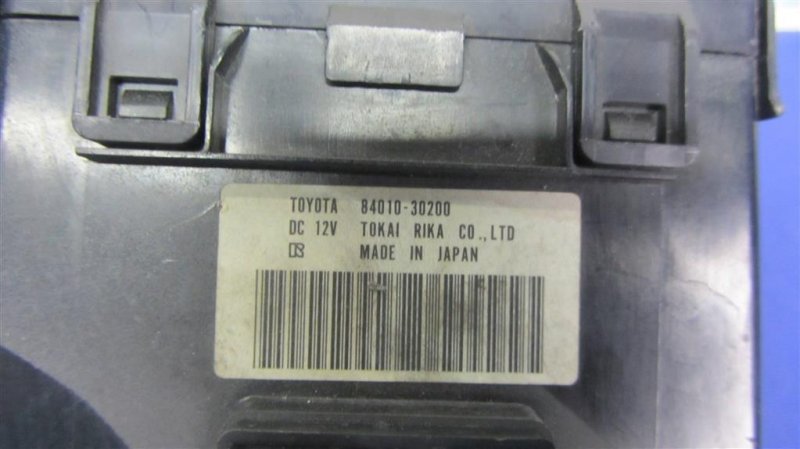 TOYOTA 84010-30200
DC 12V TOKAI RIKA CO.,LTD
MADE IN JAPAN